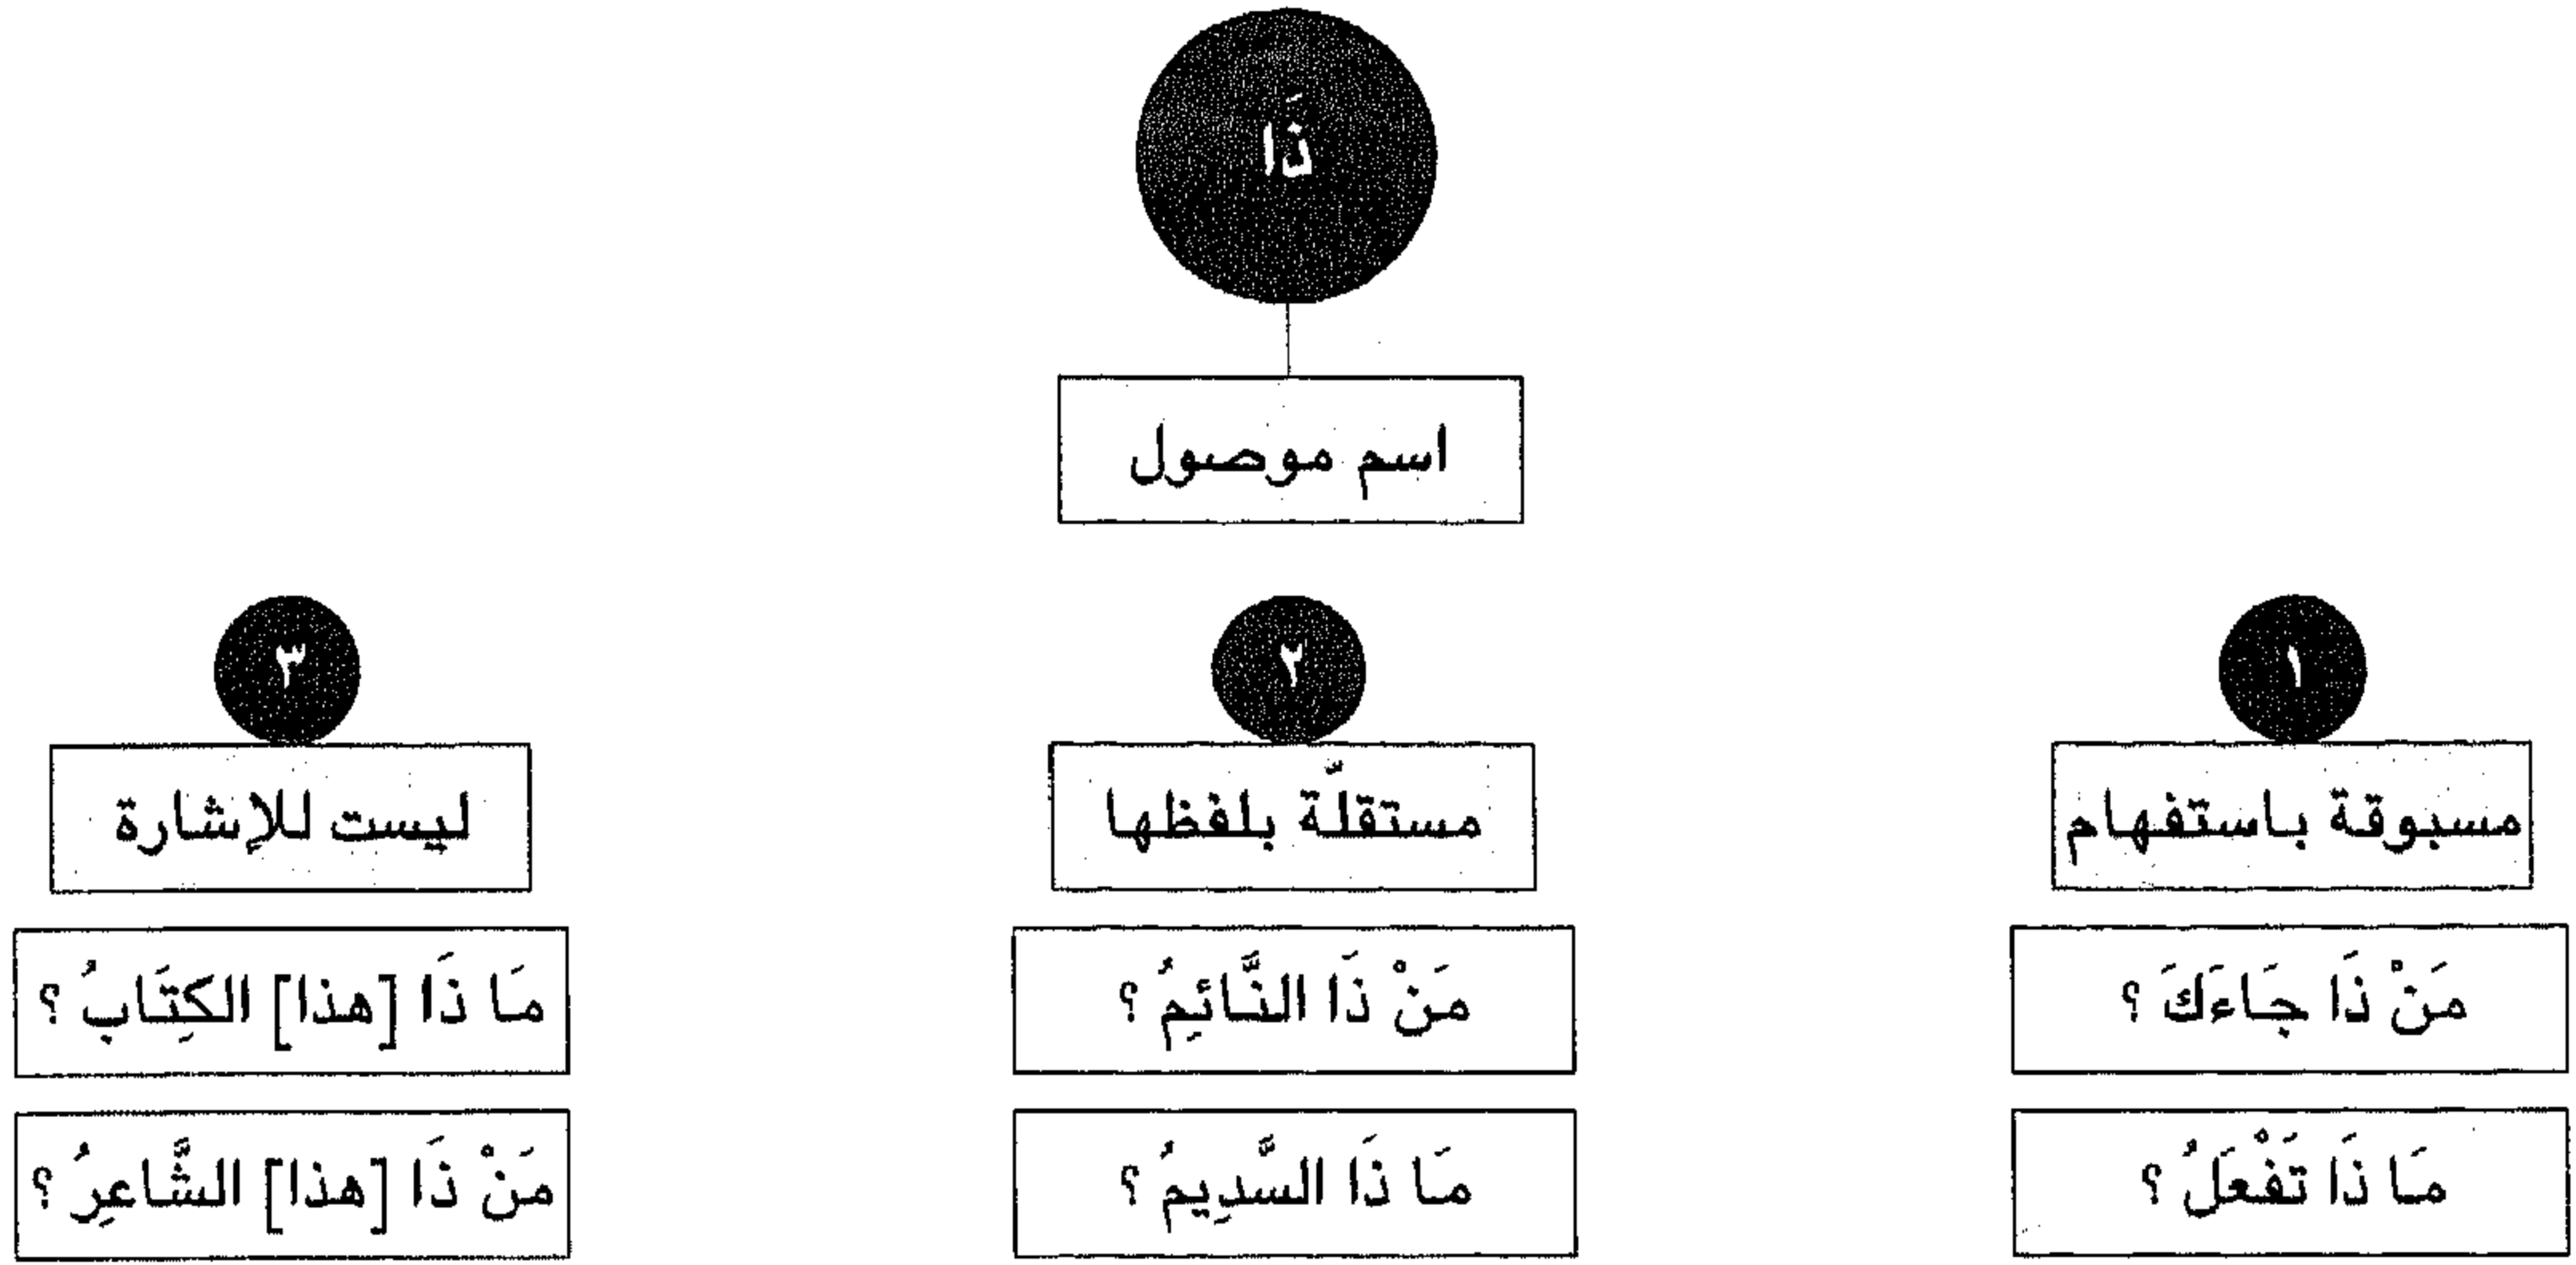 ذَا
اسم موصول
١
مسبوقة باستفهام
مَنْ ذَا جَاءَكَ ؟
مَا ذَا تَفْعَلُ ؟
٢
مستقلّة بلفظها
مَنْ ذَا النَّائِمُ ؟
مَا ذَا السَّدِيمُ ؟
٣
ليست للإشارة
مَا ذَا [هذا] الكِتَابُ ؟
مَنْ ذَا [هذا] الشَّاعِرُ ؟